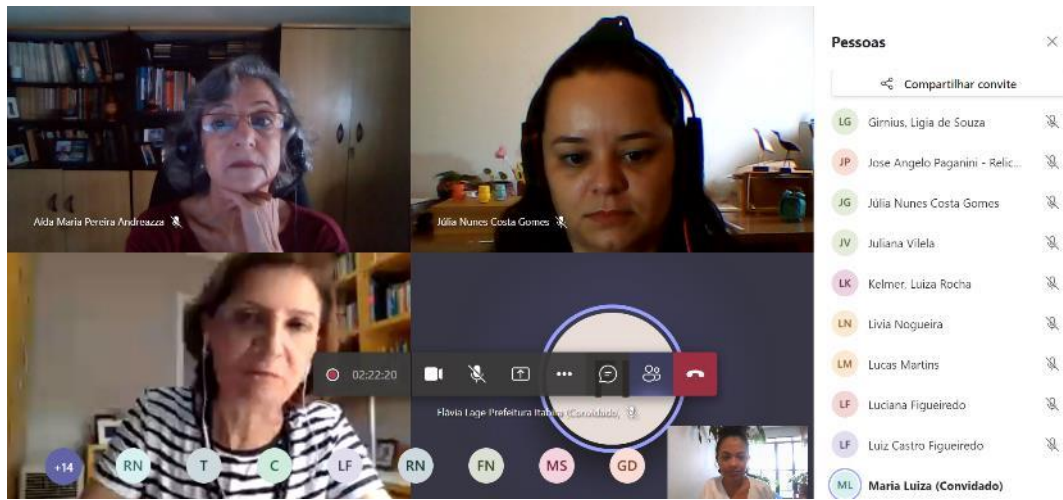 Aída Maria Pereira Andreazza
Júlia Nunes Costa Gomes
02:22:20
Flávia Lage Prefeitura Itabira (Convidado)
+14
RN
T
C
LF
RN
FN
MS
GD
Pessoas
Compartilhar convite
LG Girnius, Ligia de Souza
JP Jose Angelo Paganini - Relic...
JG Júlia Nunes Costa Gomes
JV Juliana Vilela
LK Kelmer, Luiza Rocha
LN Livia Nogueira
LM Lucas Martins
LF Luciana Figueiredo
LF Luiz Castro Figueiredo
ML Maria Luiza (Convidado)